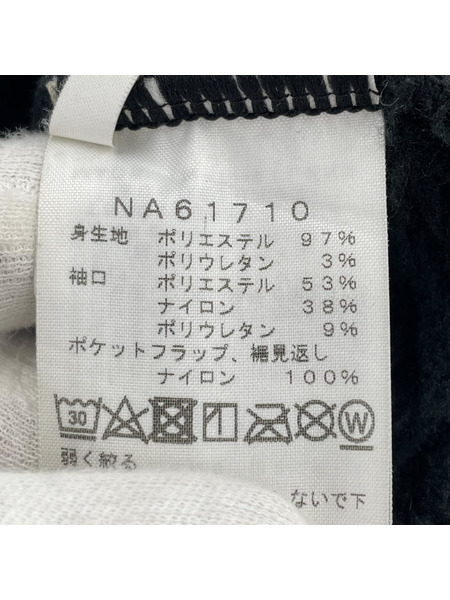 NA61710
身生地 ポリエステル 97%
ポリウレタン 3%
袖口 ポリエステル 53%
ナイロン 38%
ポリウレタン 9%
ポケットフラップ、裾見返し
ナイロン 100%
30 W
弱く絞る
ないで下